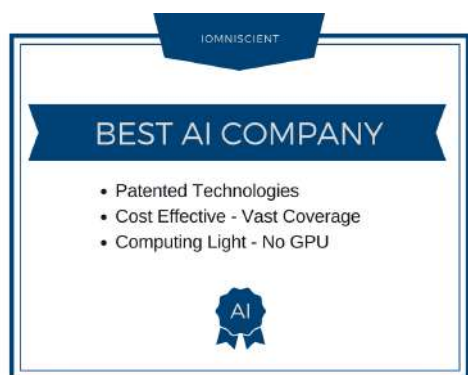 IOMNISCIENT
BEST AI COMPANY
• Patented Technologies
• Cost Effective - Vast Coverage
• Computing Light - No GPU
AI